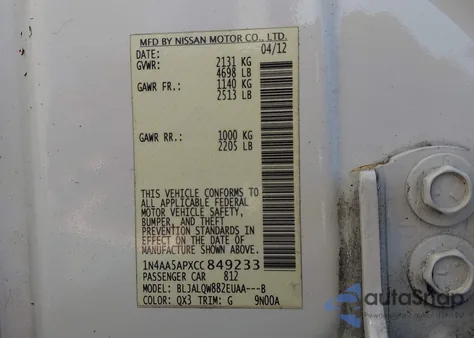 MFD BY NISSAN MOTOR CO., LTD.
DATE: 04/12
GVWR: 2131 KG
4698 LB
GAWR FR.: 1140 KG
2513 LB
GAWR RR.: 1000 KG
2205 LB
THIS VEHICLE CONFORMS TO
ALL APPLICABLE FEDERAL
MOTOR VEHICLE SAFETY,
BUMPER, AND THEFT
PREVENTION STANDARDS IN
EFFECT ON THE DATE OF
MANUFACTURE SHOWN ABOVE.
1N4AA5APXCC849233
PASSENGER CAR 812
MODEL: BLJALQW882EUAA---B
COLOR: QX3 TRIM: G 9N00A
autoSnap